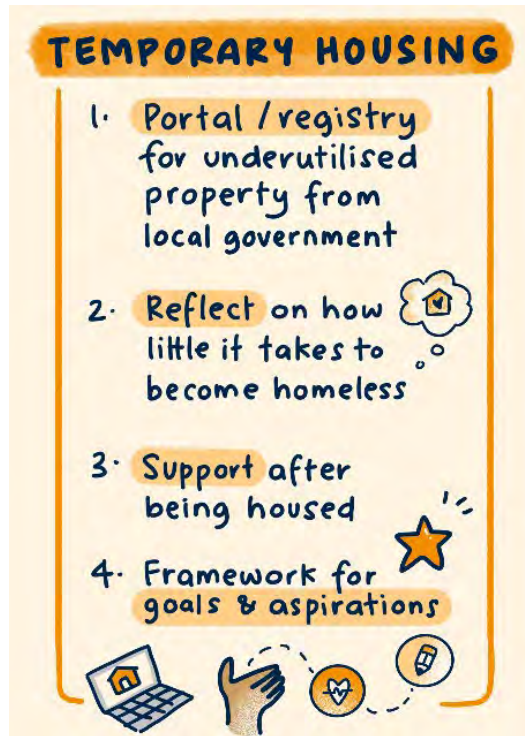 TEMPORARY HOUSING
1. Portal / registry
for underutilised
property from
local government
2. Reflect on how
little it takes to
become homeless
3. Support after
being housed
4. Framework for
goals & aspirations